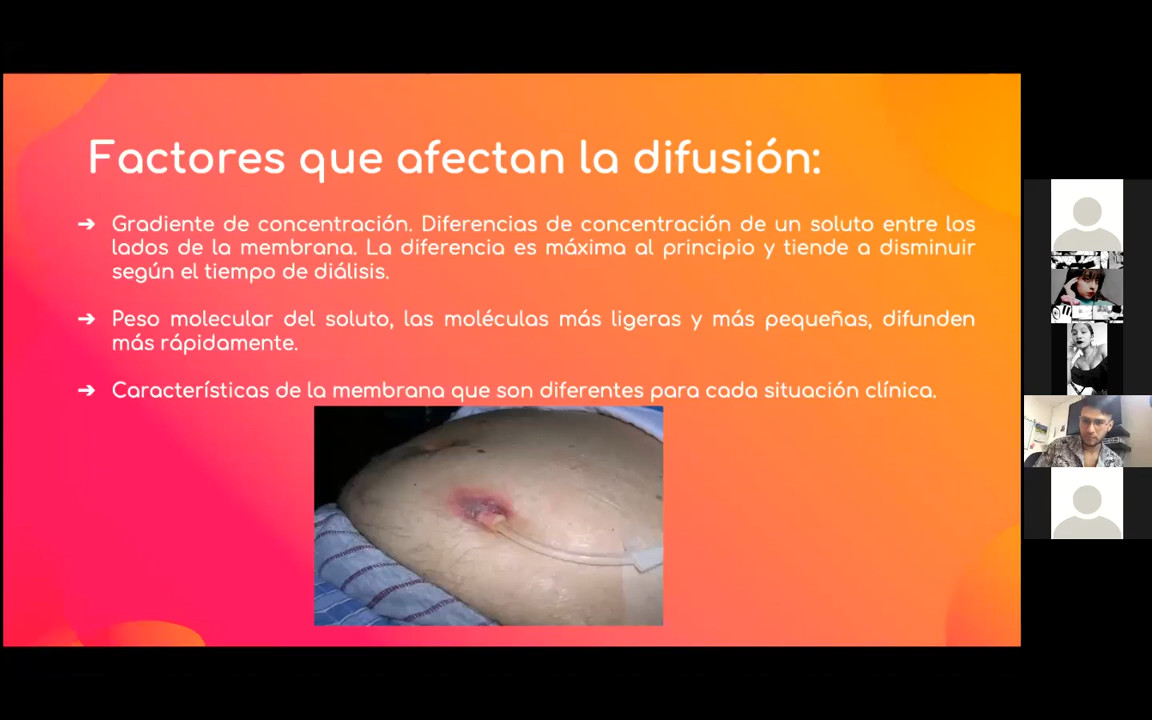 Factores que afectan la difusión:
➔ Gradiente de concentración. Diferencias de concentración de un soluto entre los
lados de la membrana. La diferencia es máxima al principio y tiende a disminuir
según el tiempo de diálisis.
➔ Peso molecular del soluto, las moléculas más ligeras y más pequeñas, difunden
más rápidamente.
➔ Características de la membrana que son diferentes para cada situación clínica.